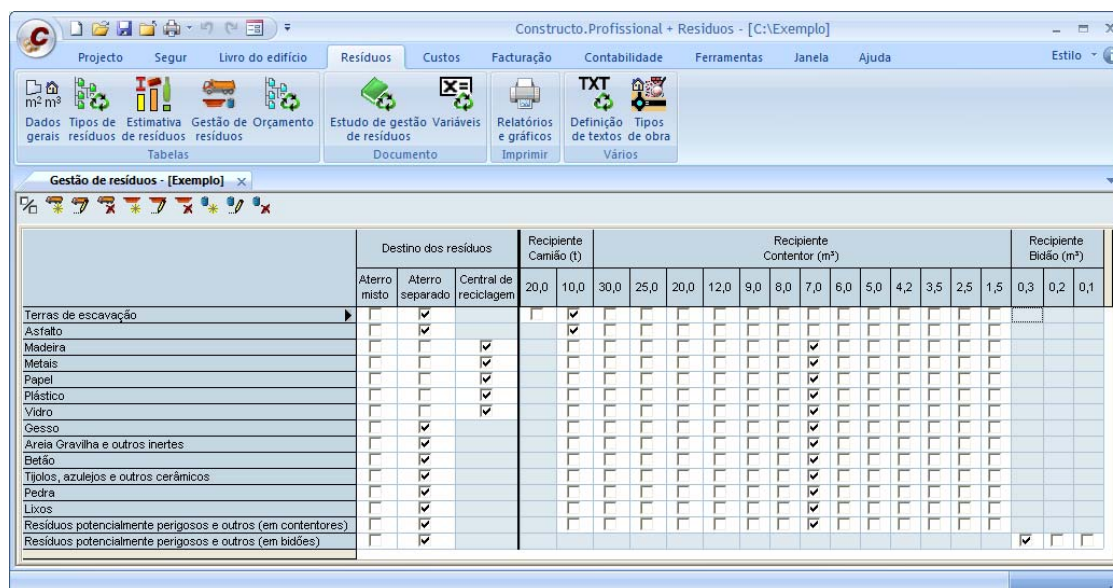 Constructo.Profissional + Resíduos - [C:\Exemplo]
Projecto Segur Livro do edifício Resíduos Custos Facturação Contabilidade Ferramentas Janela Ajuda Estilo
m² m³ TXT
Dados gerais
Tipos de resíduos
Estimativa de resíduos
Gestão de resíduos
Orçamento
Estudo de gestão de resíduos
Variáveis
Relatórios e gráficos
Definição de textos
Tipos de obra
Tabelas Documento Imprimir Vários
Gestão de resíduos - [Exemplo]
Destino dos resíduos
Recipiente Camião (t)
Recipiente Contentor (m³)
Recipiente Bidão (m³)
Aterro misto
Aterro separado
Central de reciclagem
20,0 10,0 30,0 25,0 20,0 12,0 9,0 8,0 7,0 6,0 5,0 4,2 3,5 2,5 1,5 0,3 0,2 0,1
Terras de escavação
Asfalto
Madeira
Metais
Papel
Plástico
Vidro
Gesso
Areia Gravilha e outros inertes
Betão
Tijolos, azulejos e outros cerâmicos
Pedra
Lixos
Resíduos potencialmente perigosos e outros (em contentores)
Resíduos potencialmente perigosos e outros (em bidões)